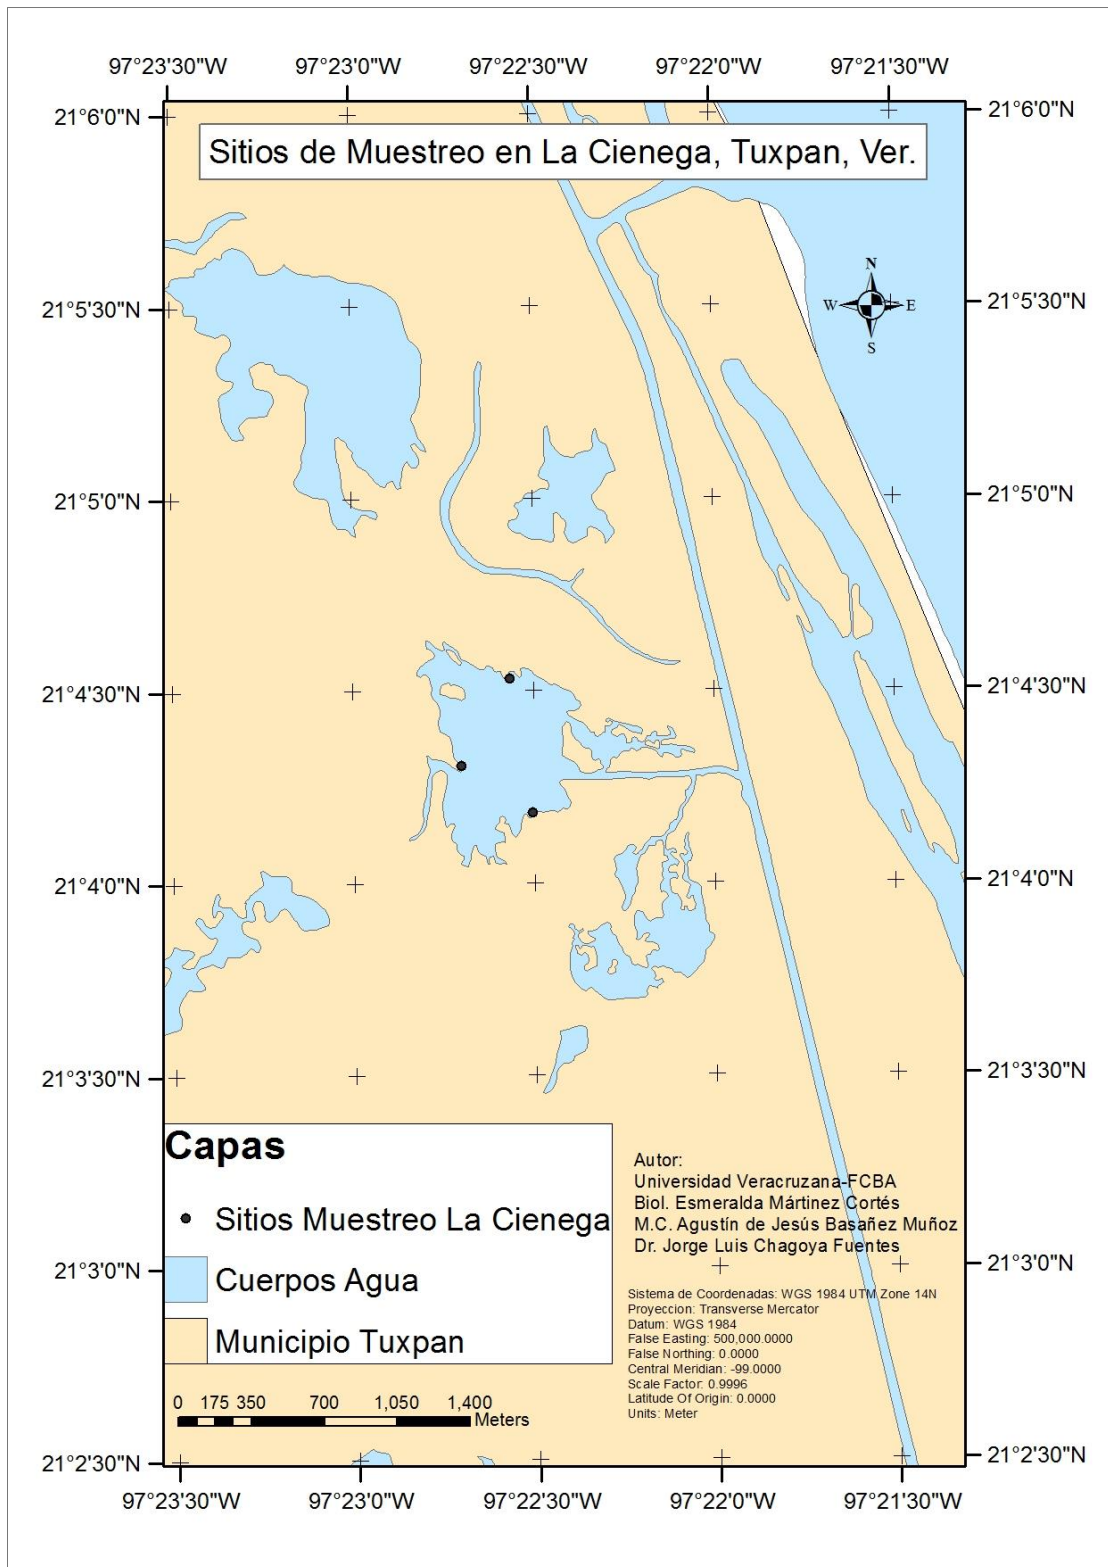 97°23'30"W 97°23'0"W 97°22'30"W 97°22'0"W 97°21'30"W
21°6'0"N 21°6'0"N
Sitios de Muestreo en La Cienega, Tuxpan, Ver.
N
W E
S
21°5'30"N 21°5'30"N
21°5'0"N 21°5'0"N
21°4'30"N 21°4'30"N
21°4'0"N 21°4'0"N
21°3'30"N 21°3'30"N
Capas
Sitios Muestreo La Cienega
Cuerpos Agua
Municipio Tuxpan
0 175 350 700 1,050 1,400
Meters
Autor:
Universidad Veracruzana-FCBA
Biol. Esmeralda Mártinez Cortés
M.C. Agustín de Jesús Basañez Muñoz
Dr. Jorge Luis Chagoya Fuentes
21°3'0"N 21°3'0"N
Sistema de Coordenadas: WGS 1984 UTM Zone 14N
Proyeccion: Transverse Mercator
Datum: WGS 1984
False Easting: 500,000.0000
False Northing: 0.0000
Central Meridian: -99.0000
Scale Factor: 0.9996
Latitude Of Origin: 0.0000
Units: Meter
21°2'30"N 21°2'30"N
97°23'30"W 97°23'0"W 97°22'30"W 97°22'0"W 97°21'30"W